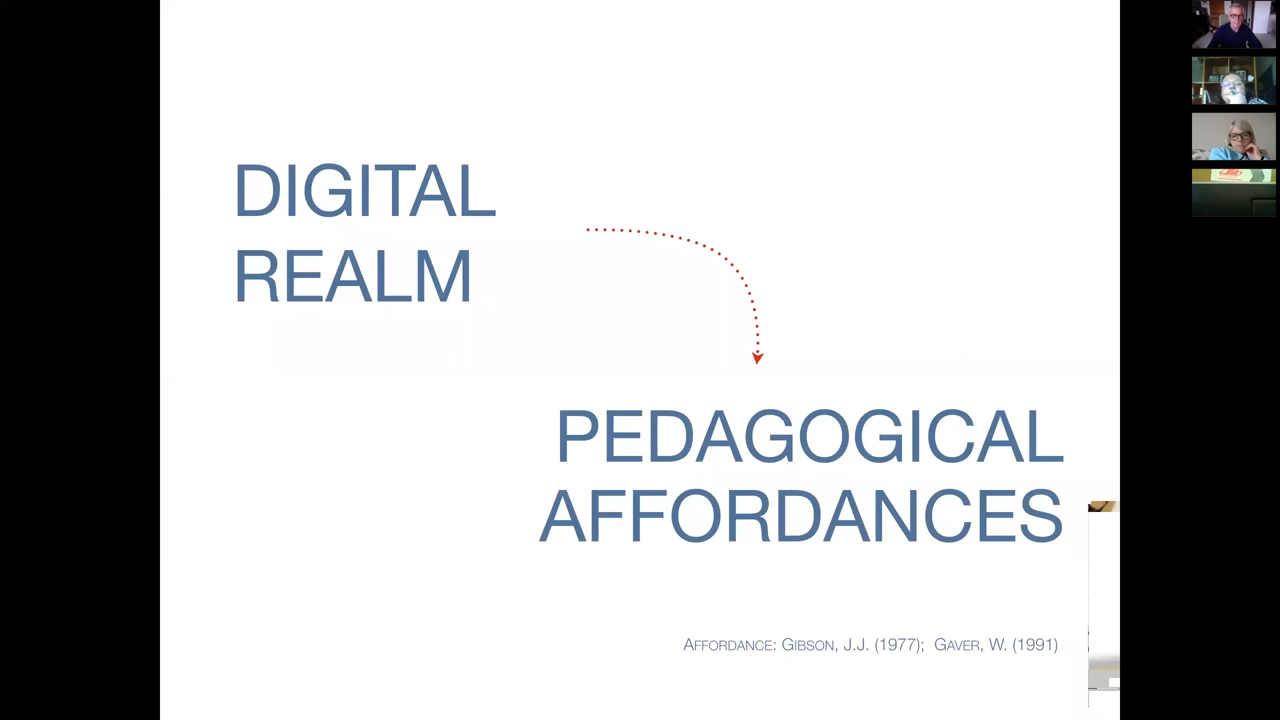 DIGITAL
REALM
PEDAGOGICAL
AFFORDANCES
AFFORDANCE: GIBSON, J.J. (1977); GAVER, W. (1991)